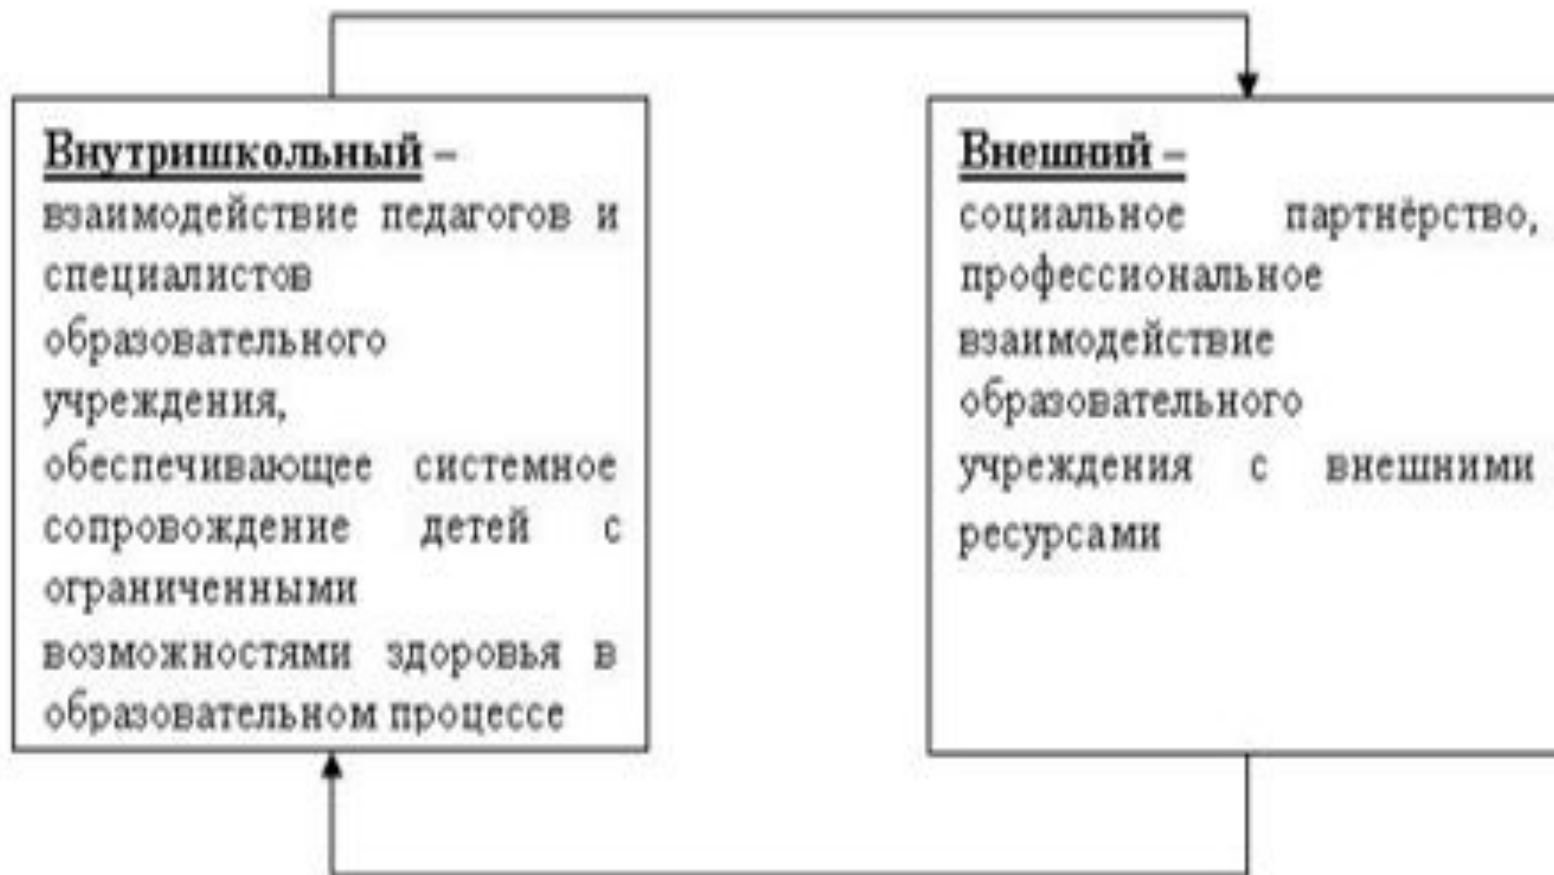 Внутришкольный –
взаимодействие педагогов и
специалистов
образовательного
учреждения,
обеспечивающее системное
сопровождение детей с
ограниченными
возможностями здоровья в
образовательном процессе
Внешний –
социальное партнёрство,
профессиональное
взаимодействие
образовательного
учреждения с внешними
ресурсами